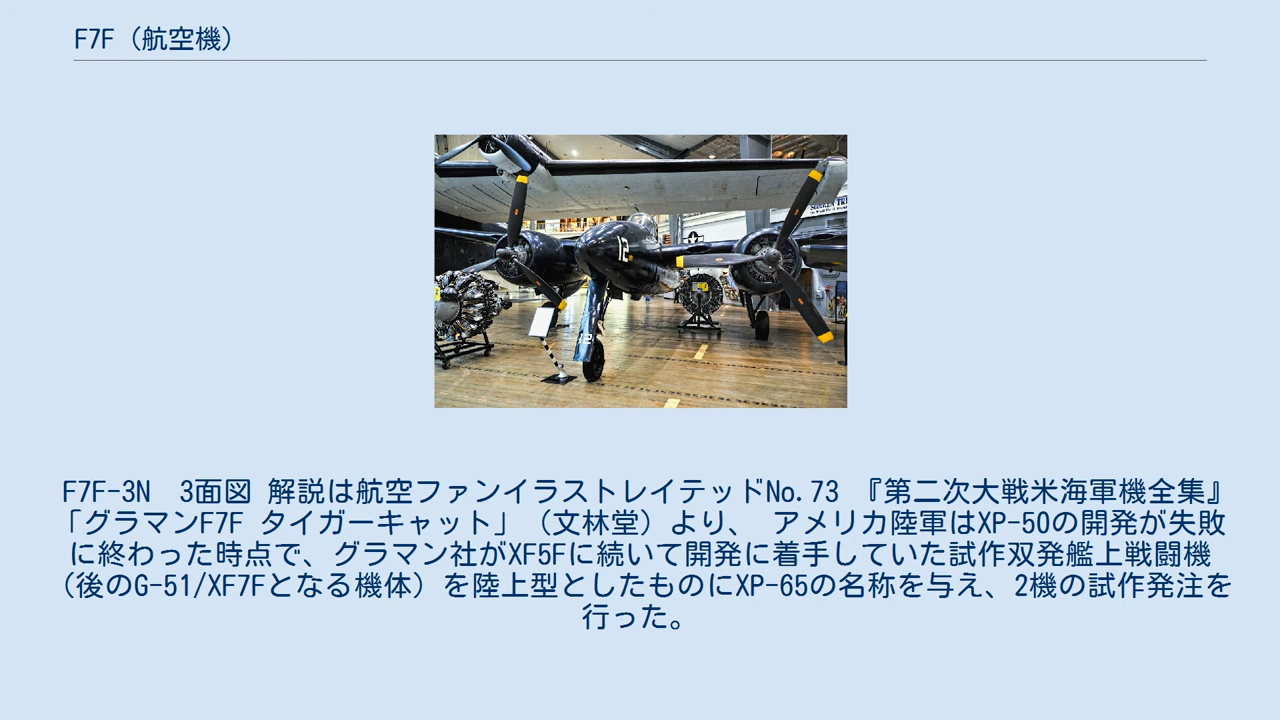 F7F（航空機）
12
F7F-3N　3面図 解説は航空ファンイラストレイテッドNo.73 『第二次大戦米海軍機全集』
「グラマンF7F タイガーキャット」（文林堂）より、 アメリカ陸軍はXP-50の開発が失敗
に終わった時点で、グラマン社がXF5Fに続いて開発に着手していた試作双発艦上戦闘機
（後のG-51/XF7Fとなる機体）を陸上型としたものにXP-65の名称を与え、2機の試作発注を
行った。